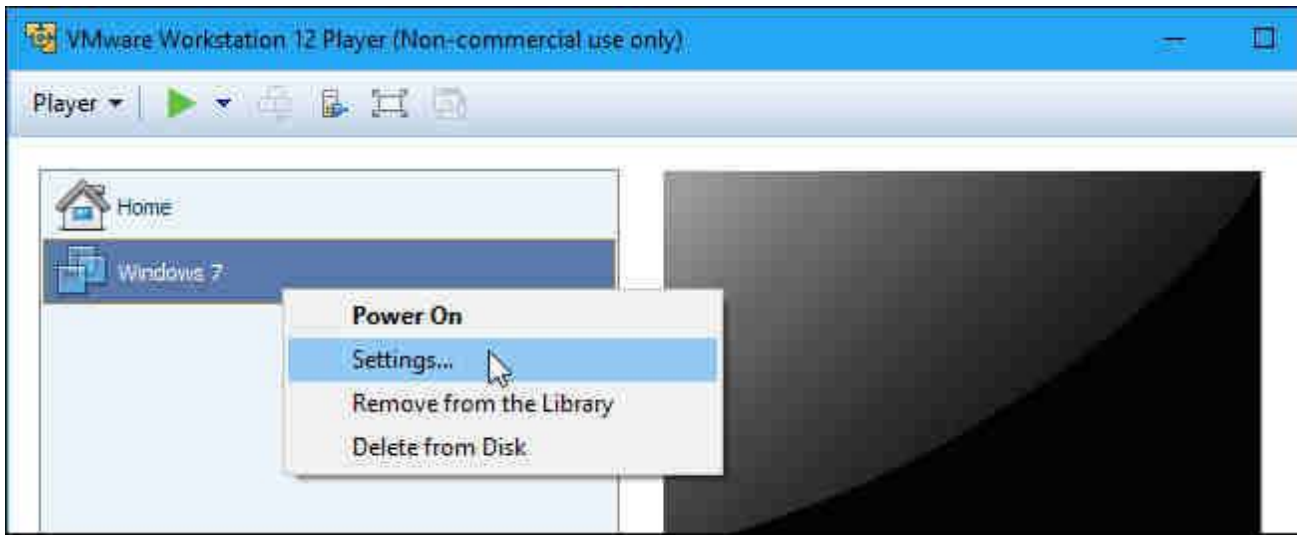 VMware Workstation 12 Player (Non-commercial use only)
Player
Home
Windows 7
Power On
Settings...
Remove from the Library
Delete from Disk